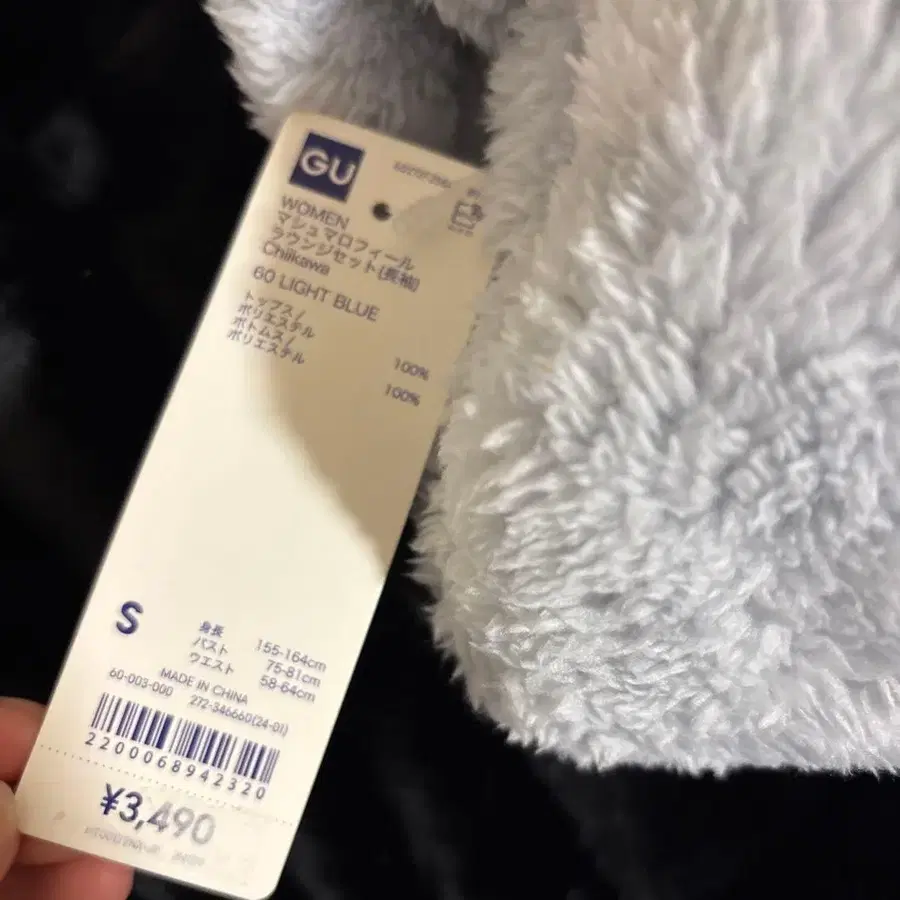 GU
WOMEN
マシュマロフィール
ラウンジセット(長袖)
Chiikawa
60 LIGHT BLUE
トップス/
ポリエステル 100%
ボトムス/
ポリエステル 100%
S
身長 155-164cm
バスト 75-81cm
ウエスト 58-64cm
MADE IN CHINA
60-003-000 272-346660(24-01)
2200068942320
¥3,490